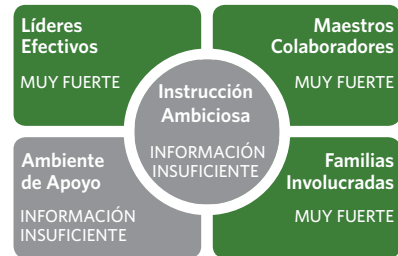 Líderes
Efectivos
MUY FUERTE
Maestros
Colaboradores
MUY FUERTE
Instrucción
Ambiciosa
INFORMACIÓN
INSUFICIENTE
Ambiente
de Apoyo
INFORMACIÓN
INSUFICIENTE
Familias
Involucradas
MUY FUERTE